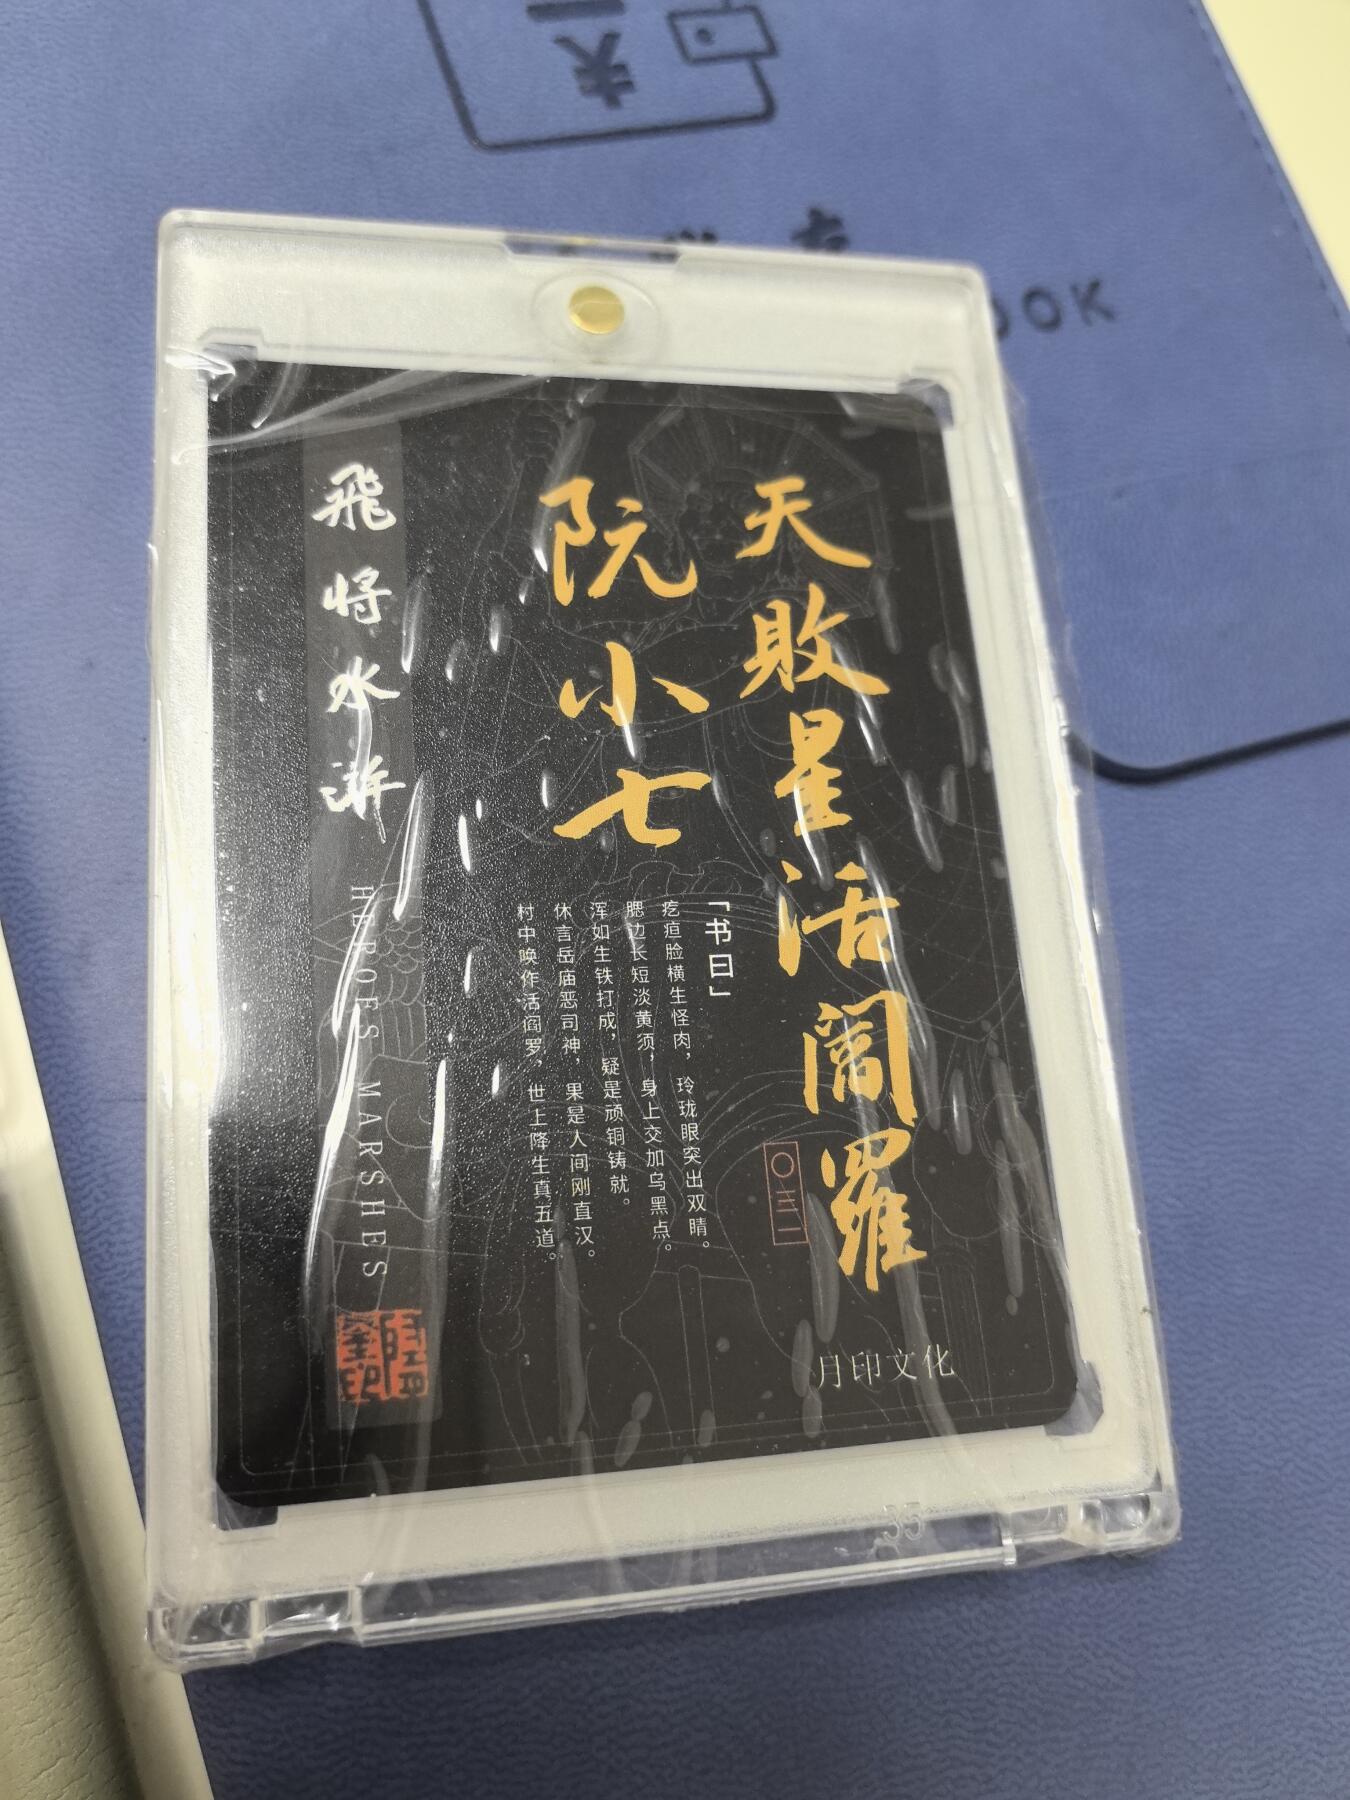 天敗星活閻羅
阮小七
「书曰」
疙疸脸横生怪肉，玲珑眼突出双睛。
腮边长短淡黄须，身上交加乌黑点。
浑如生铁打成，疑是顽铜铸就。
休言岳庙恶司神，果是人间刚直汉。
村中唤作活阎罗，世上降生真五道。
〇三一
月印文化
飛将水滸
HEROES MARSHES
35
OOK